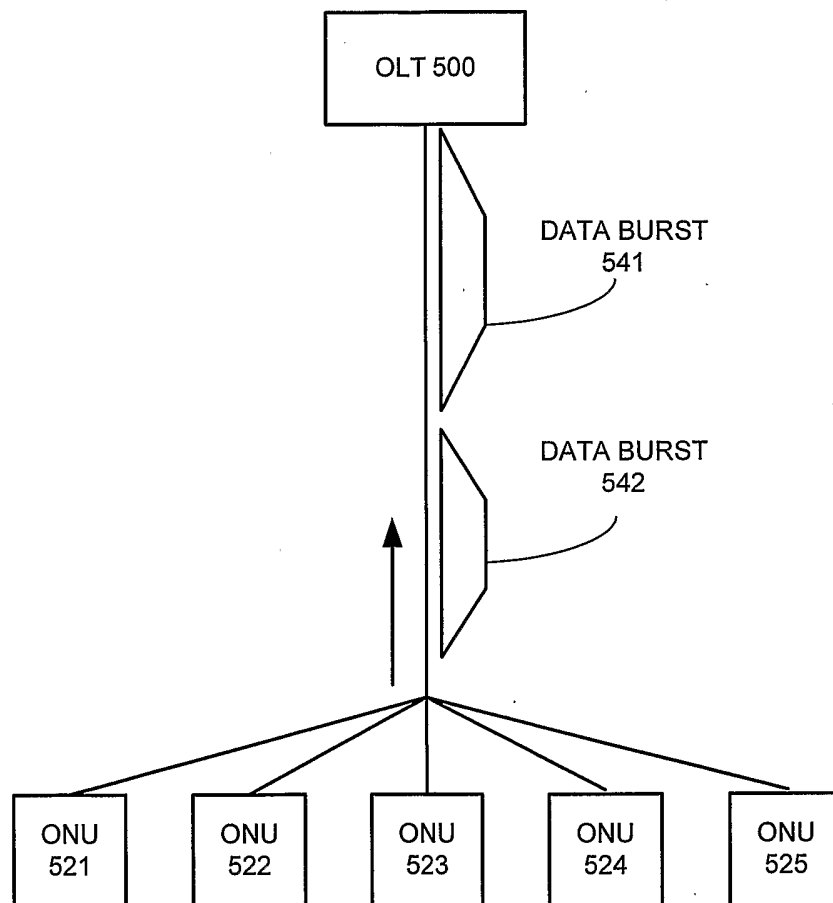 OLT 500
DATA BURST
541
DATA BURST
542
ONU
521
ONU
522
ONU
523
ONU
524
ONU
525